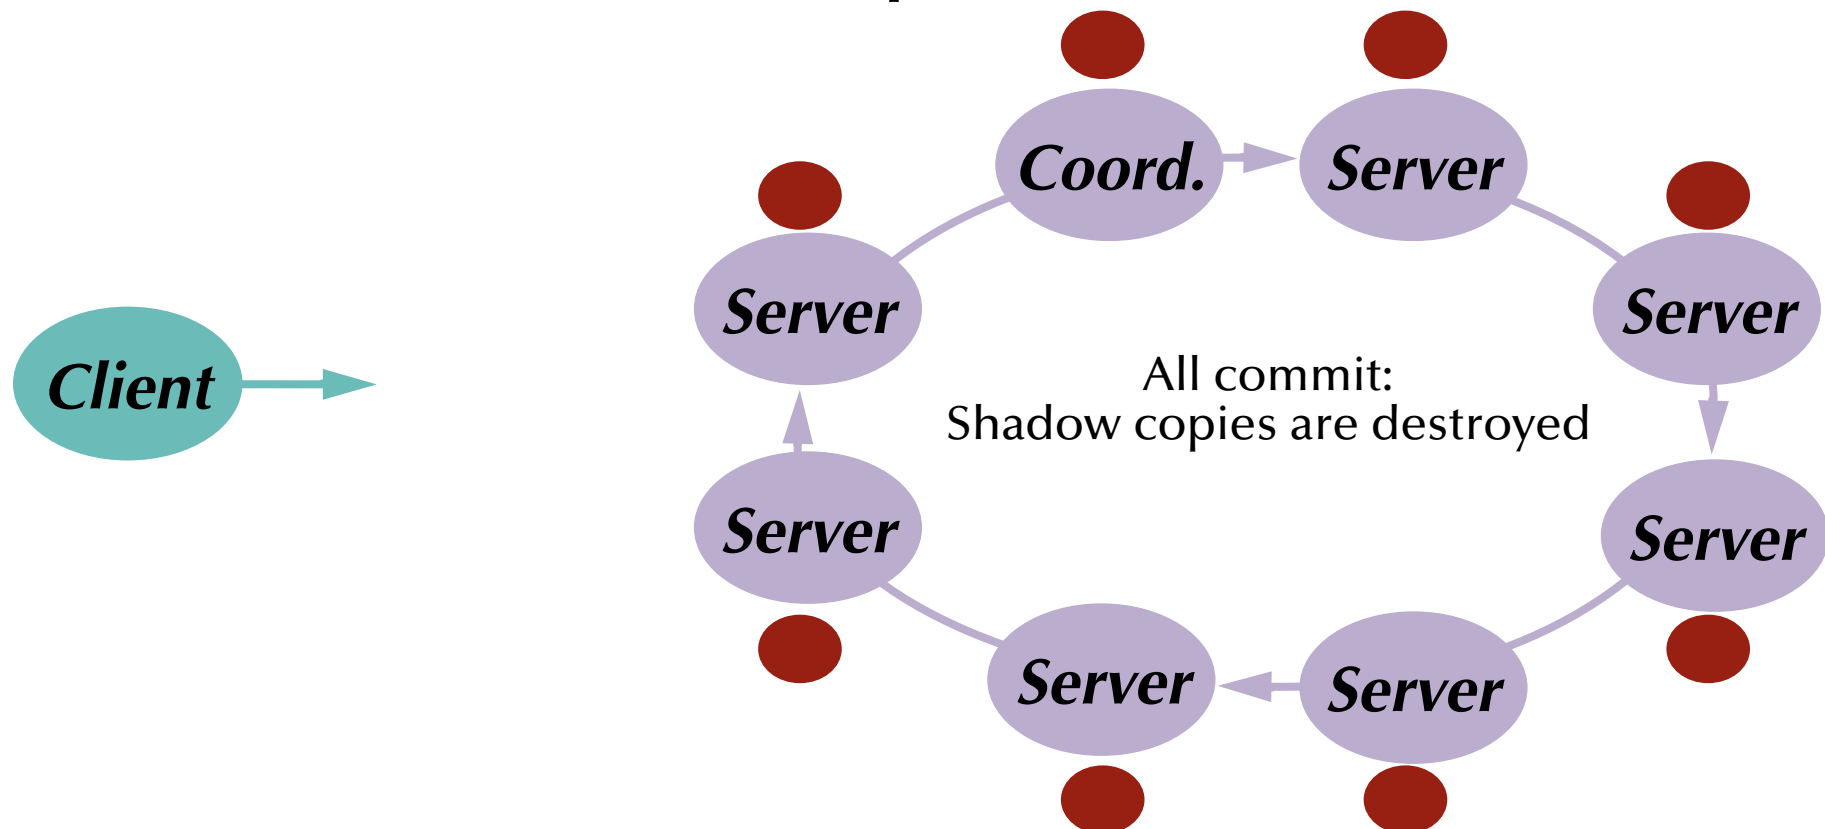 Coord.
Server
Server
Server
Client
All commit:
Shadow copies are destroyed
Server
Server
Server
Server